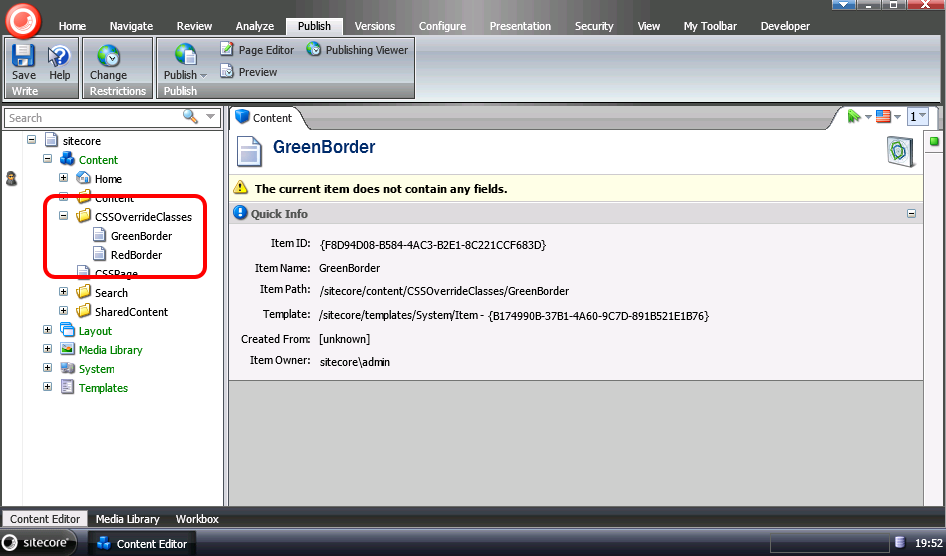 Home Navigate Review Analyze Publish Versions Configure Presentation Security View My Toolbar Developer
Save Help Change Publish Page Editor Publishing Viewer
Preview
Write Restrictions Publish
Search
Content
1
sitecore
Content
Home
Content
CSSOverrideClasses
GreenBorder
RedBorder
CSSPage
Search
SharedContent
Layout
Media Library
System
Templates
GreenBorder
The current item does not contain any fields.
Quick Info
Item ID: {F8D94D08-B584-4AC3-B2E1-8C221CCF683D}
Item Name: GreenBorder
Item Path: /sitecore/content/CSSOverrideClasses/GreenBorder
Template: /sitecore/templates/System/Item - {B174990B-37B1-4A60-9C7D-891B521E1B76}
Created From: [unknown]
Item Owner: sitecore\admin
Content Editor Media Library Workbox
sitecore Content Editor 19:52